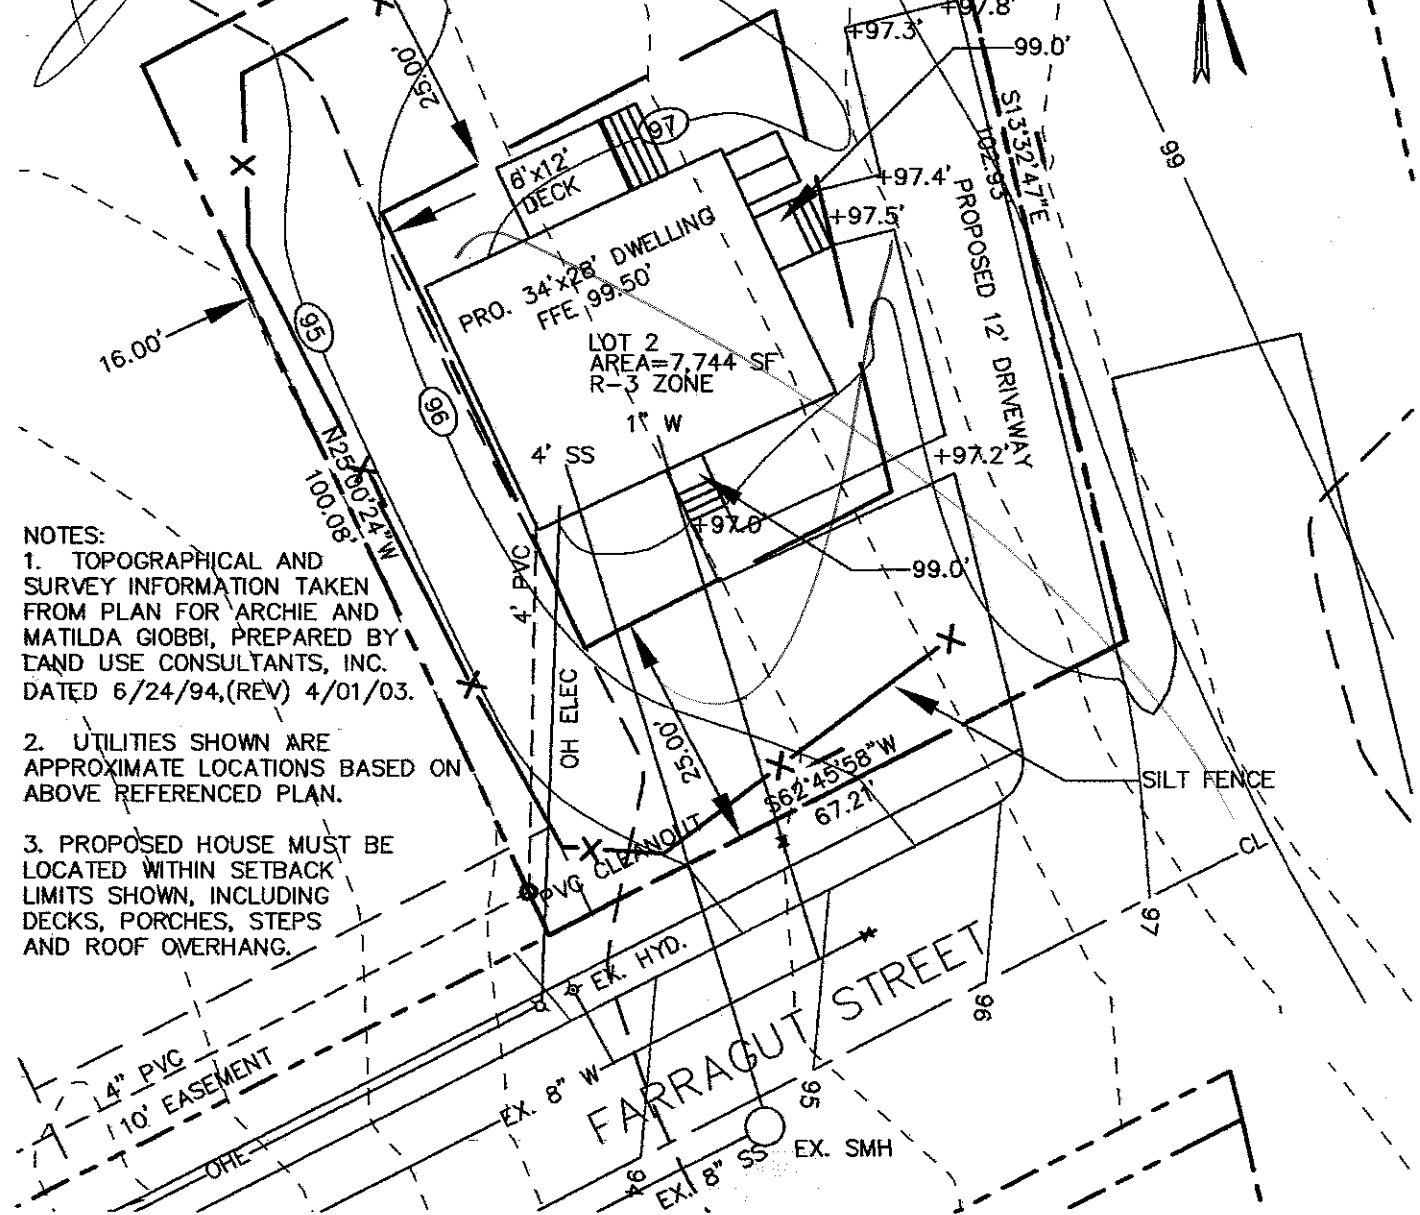 +97.8'
+97.3'
99.0'
25.00'
97
6'x12'
DECK
S13°32'47"E
102.93'
99
+97.4'
+97.5'
PROPOSED 12' DRIVEWAY
PRO. 34'x28' DWELLING
FFE 99.50'
16.00'
95
LOT 2
AREA=7,744 SF
R-3 ZONE
96
1" W
4' SS
+97.2'
N25°00'24"W
100.08'
+97.0'
99.0'
4' PVC
NOTES:
1. TOPOGRAPHICAL AND
SURVEY INFORMATION TAKEN
FROM PLAN FOR ARCHIE AND
MATILDA GIOBBI, PREPARED BY
LAND USE CONSULTANTS, INC.
DATED 6/24/94,(REV) 4/01/03.
2. UTILITIES SHOWN ARE
APPROXIMATE LOCATIONS BASED ON
ABOVE REFERENCED PLAN.
3. PROPOSED HOUSE MUST BE
LOCATED WITHIN SETBACK
LIMITS SHOWN, INCLUDING
DECKS, PORCHES, STEPS
AND ROOF OVERHANG.
OH ELEC
25.00'
S62°45'58"W
67.21'
SILT FENCE
PVC CLEANOUT
CL
97
EX. HYD.
FARRAGUT STREET
96
4" PVC
10' EASEMENT
EX. 8" W
95
OHE
EX. 8" SS
EX. SMH
94